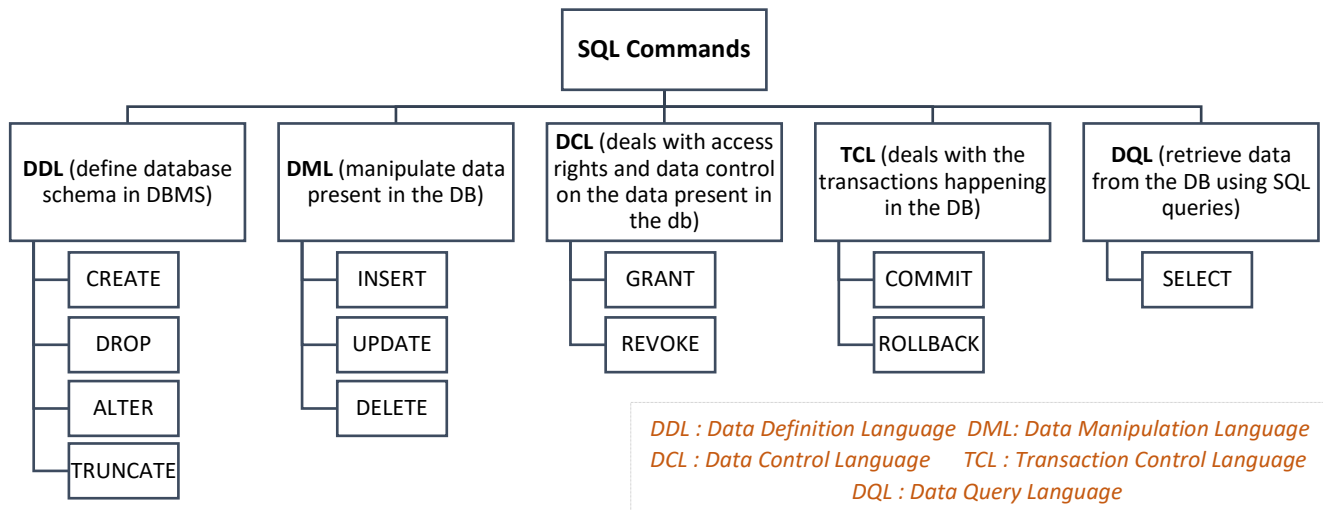 SQL Commands
DDL (define database
schema in DBMS)
CREATE
DROP
ALTER
TRUNCATE
DML (manipulate data
present in the DB)
INSERT
UPDATE
DELETE
DCL (deals with access
rights and data control
on the data present in
the db)
GRANT
REVOKE
TCL (deals with the
transactions happening
in the DB)
COMMIT
ROLLBACK
DQL (retrieve data
from the DB using SQL
queries)
SELECT
DDL : Data Definition Language DML: Data Manipulation Language
DCL : Data Control Language TCL : Transaction Control Language
DQL : Data Query Language